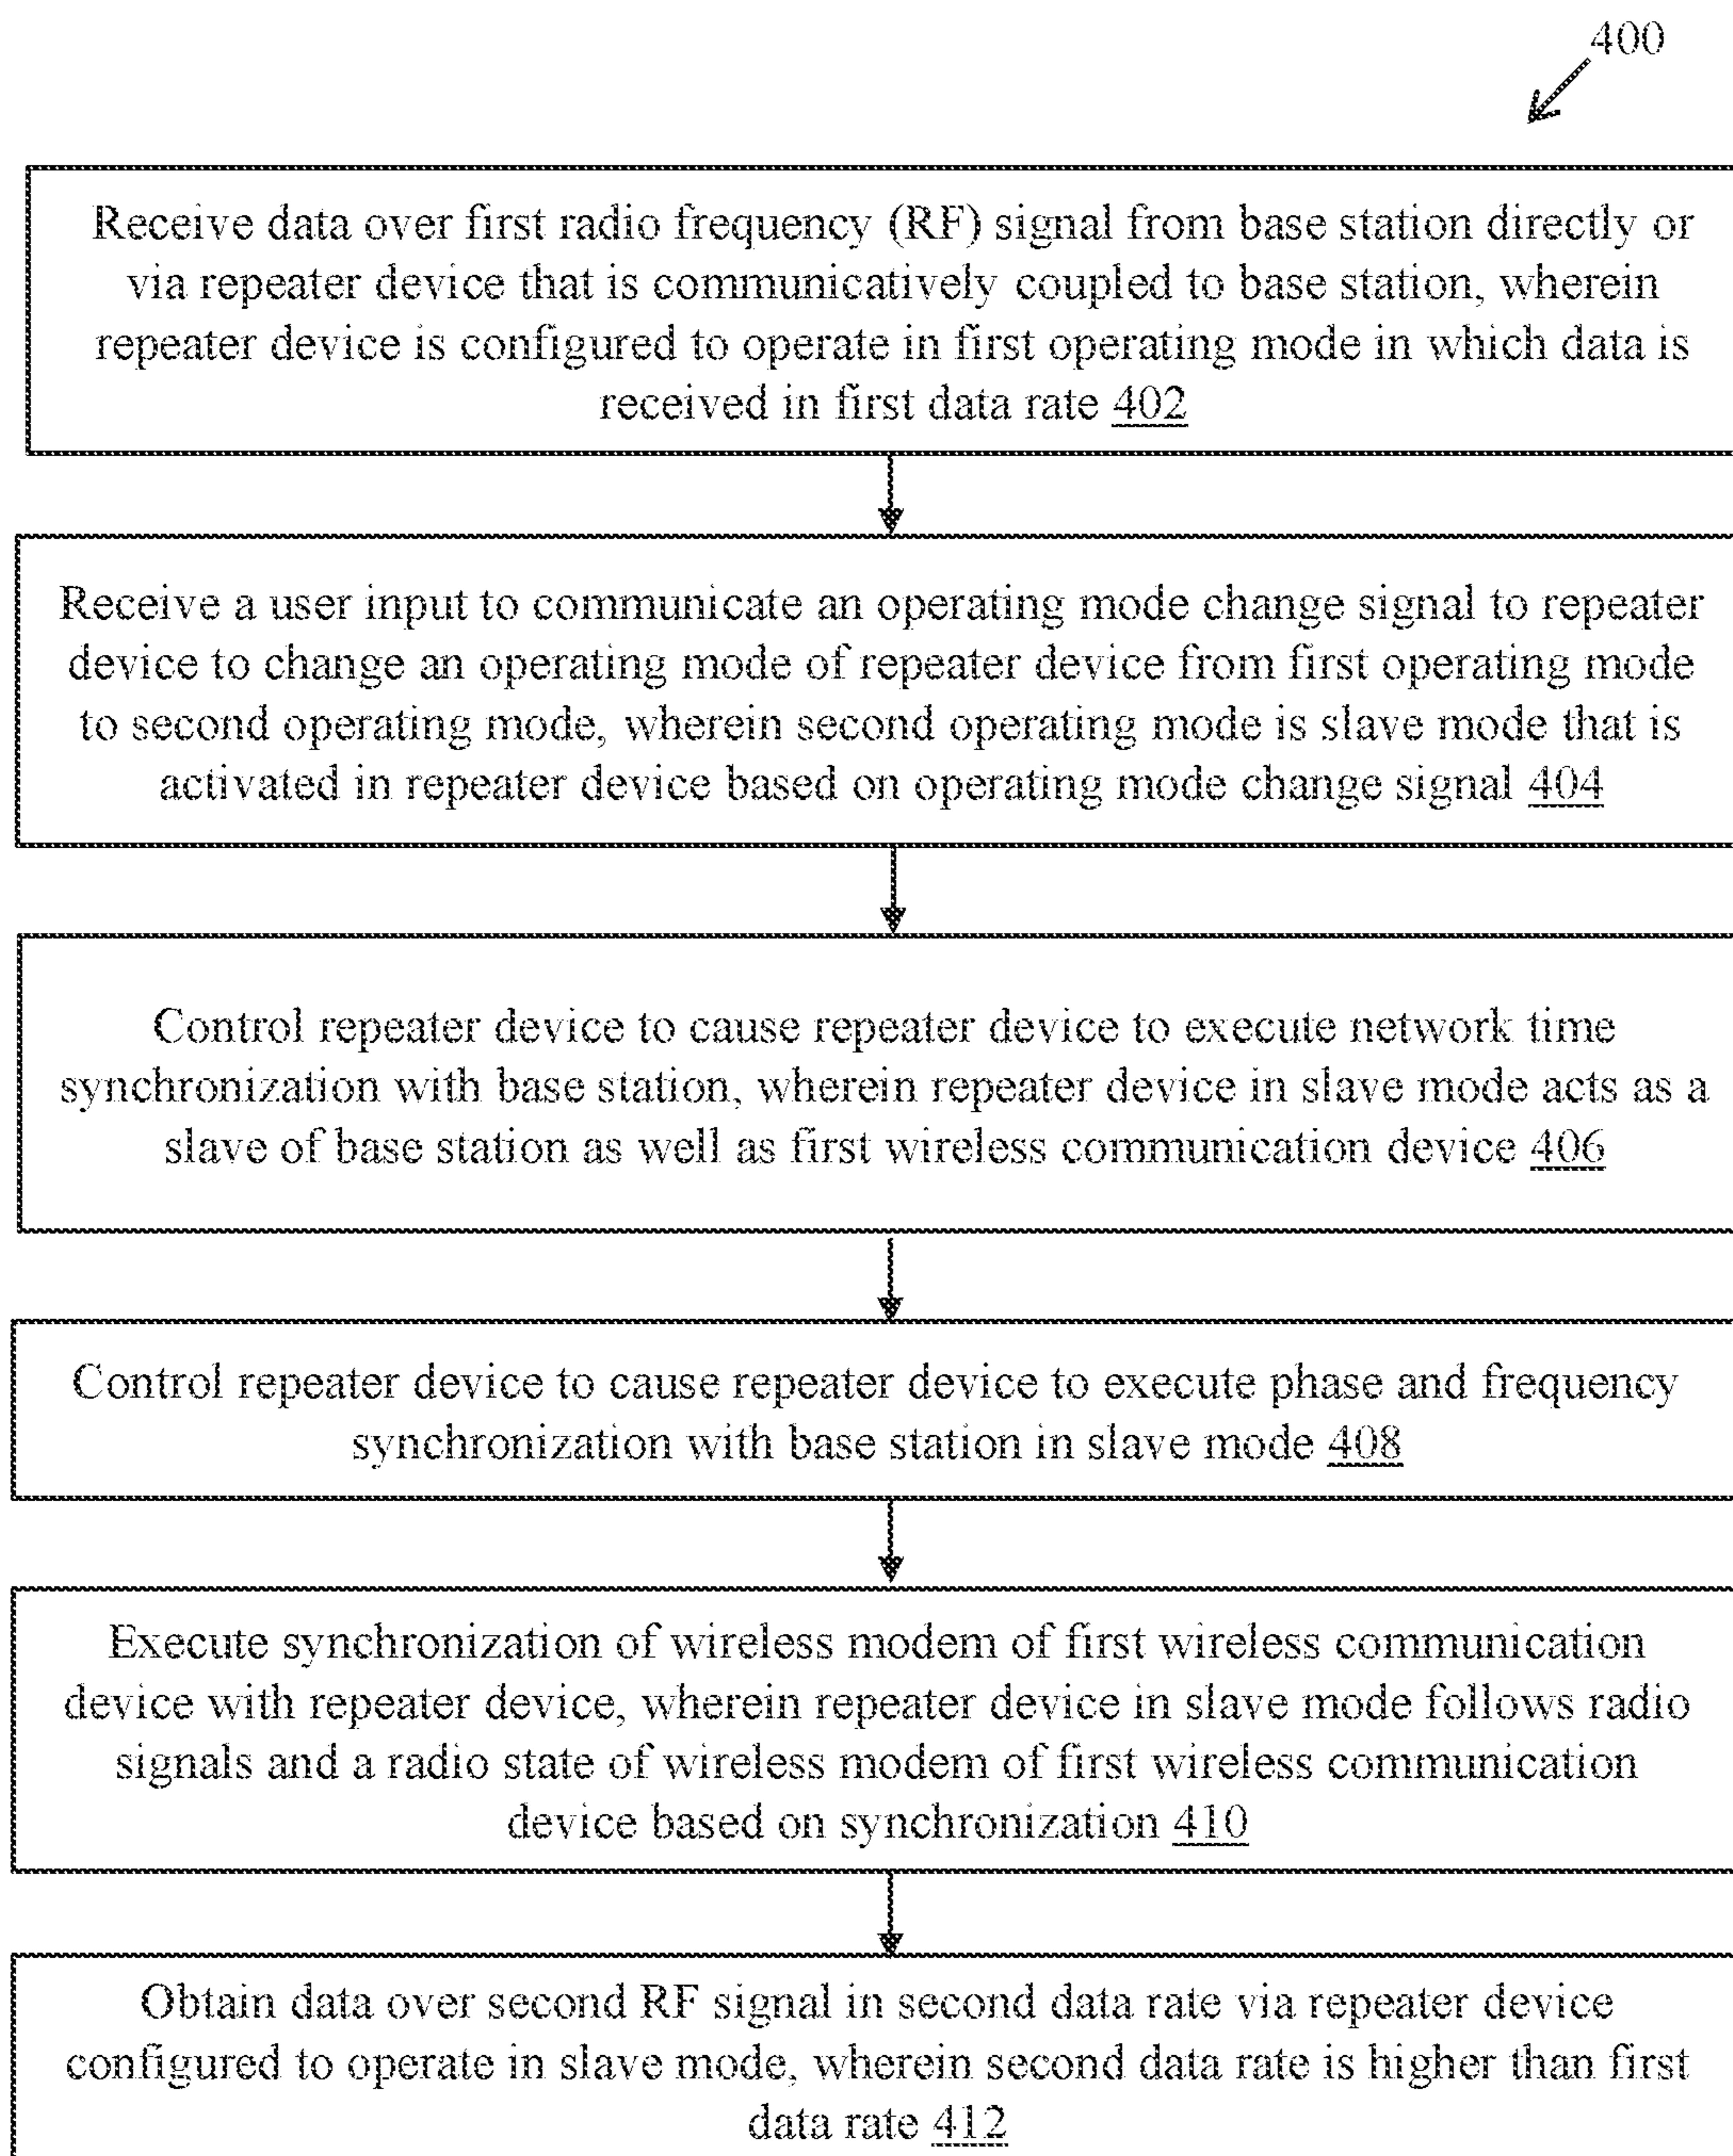 400
Receive data over first radio frequency (RF) signal from base station directly or
via repeater device that is communicatively coupled to base station, wherein
repeater device is configured to operate in first operating mode in which data is
received in first data rate 402
Receive a user input to communicate an operating mode change signal to repeater
device to change an operating mode of repeater device from first operating mode
to second operating mode, wherein second operating mode is slave mode that is
activated in repeater device based on operating mode change signal 404
Control repeater device to cause repeater device to execute network time
synchronization with base station, wherein repeater device in slave mode acts as a
slave of base station as well as first wireless communication device 406
Control repeater device to cause repeater device to execute phase and frequency
synchronization with base station in slave mode 408
Execute synchronization of wireless modem of first wireless communication
device with repeater device, wherein repeater device in slave mode follows radio
signals and a radio state of wireless modem of first wireless communication
device based on synchronization 410
Obtain data over second RF signal in second data rate via repeater device
configured to operate in slave mode, wherein second data rate is higher than first
data rate 412